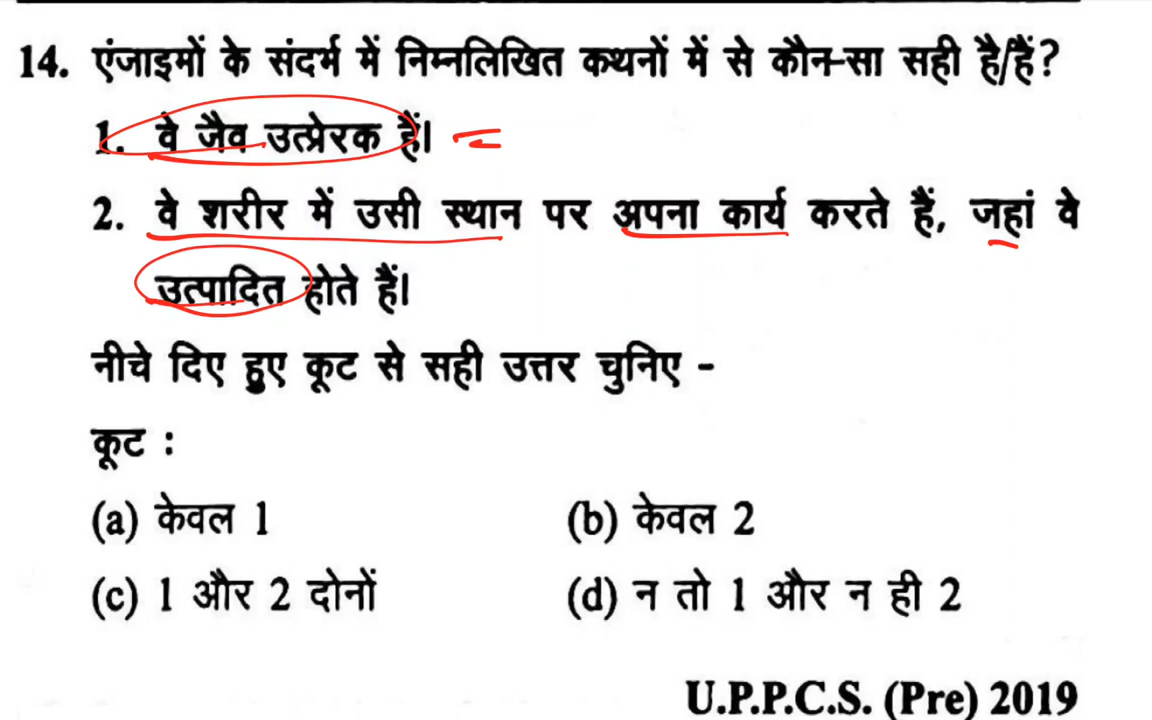 14. एंजाइमों के संदर्भ में निम्नलिखित कथनों में से कौन-सा सही है/हैं?
1. वे जैव उत्प्रेरक हैं।
2. वे शरीर में उसी स्थान पर अपना कार्य करते हैं, जहां वे
उत्पादित होते हैं।
नीचे दिए हुए कूट से सही उत्तर चुनिए -
कूट :
(a) केवल 1 (b) केवल 2
(c) 1 और 2 दोनों (d) न तो 1 और न ही 2
U.P.P.C.S. (Pre) 2019